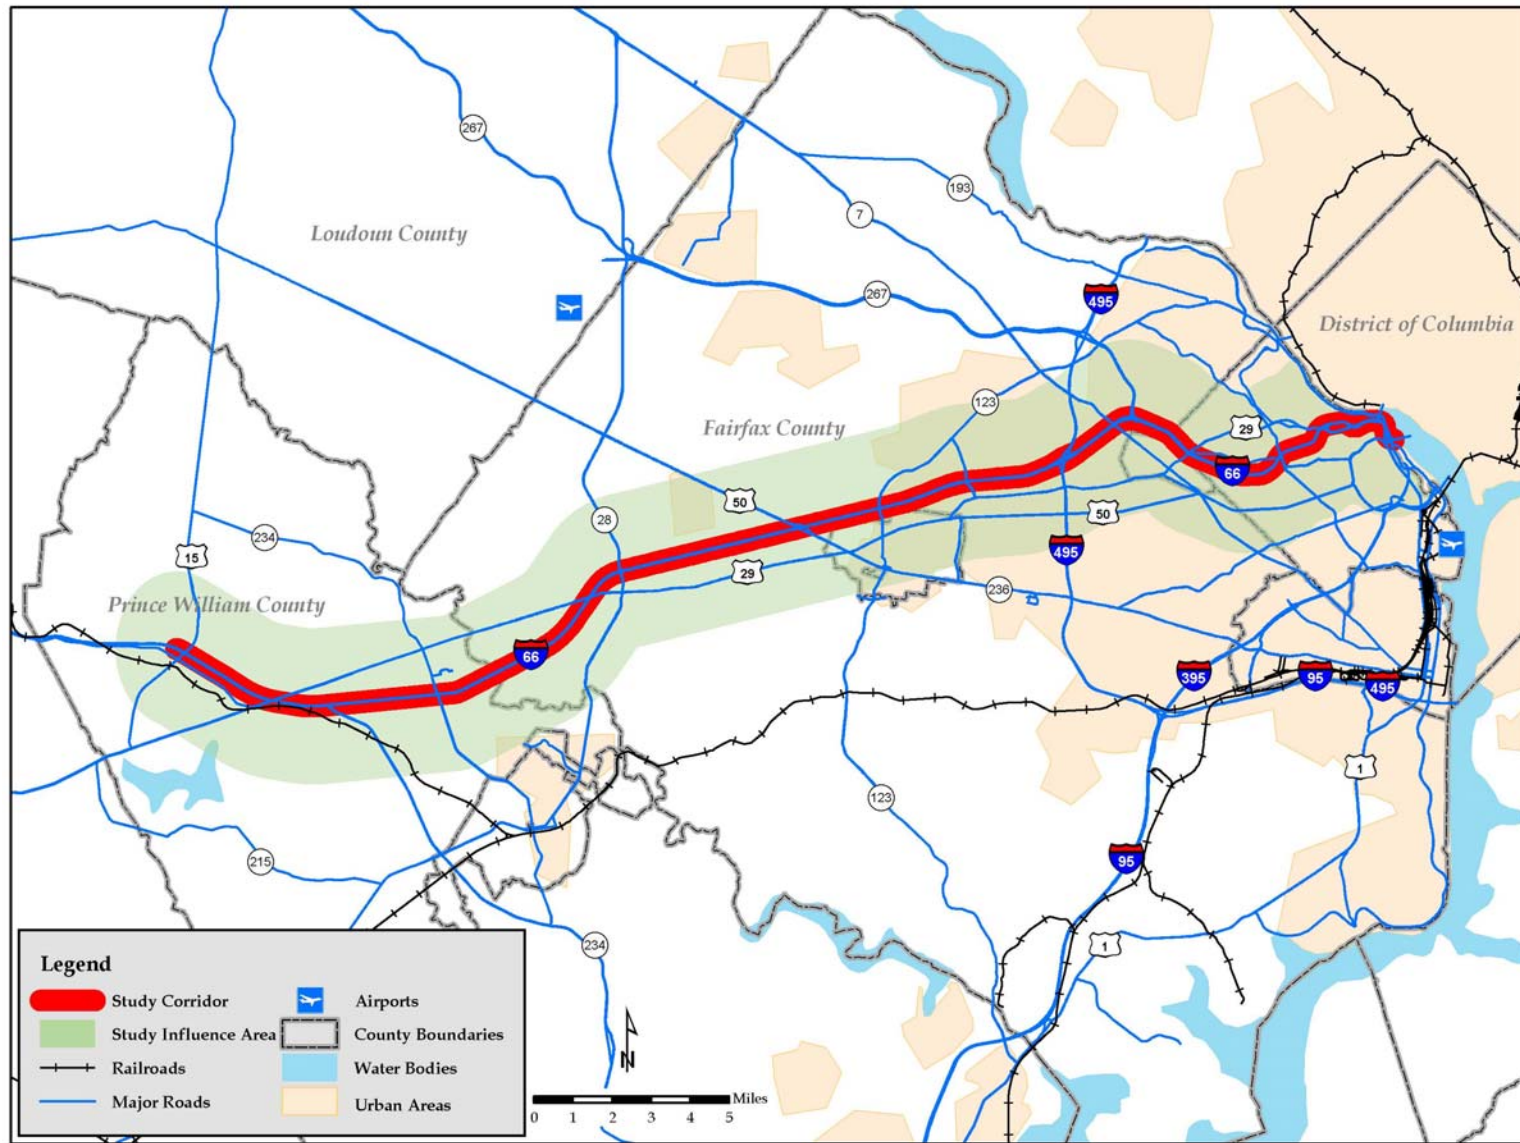 267
193
7
Loudoun County
267
495
District of Columbia
123
Fairfax County
29
66
50
50
28
234
15
495
29
236
Prince William County
66
395
95
495
1
123
215
95
234
1
Legend
Study Corridor
Airports
Study Influence Area
County Boundaries
Railroads
Water Bodies
Major Roads
Urban Areas
N
Miles
0 1 2 3 4 5